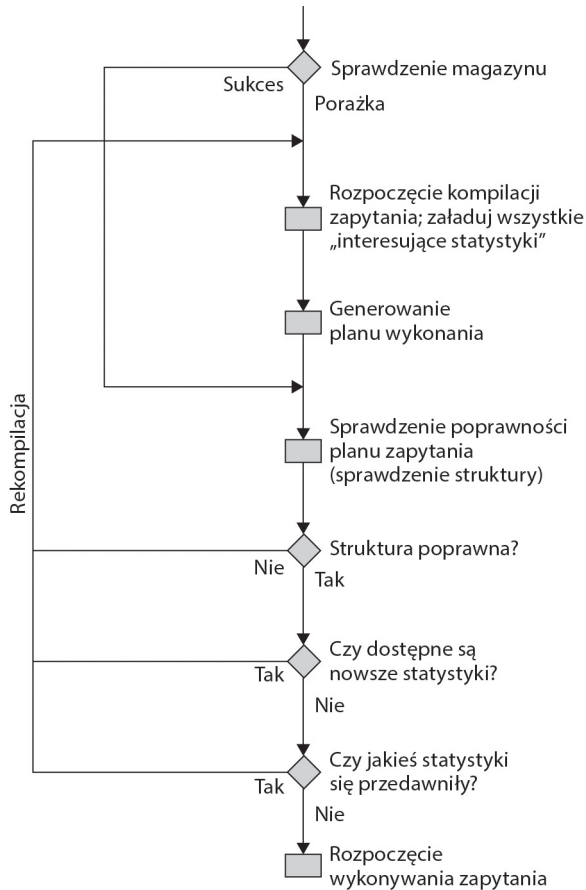 Sprawdzenie magazynu
Sukces
Porażka
Rozpoczęcie kompilacji
zapytania; załaduj wszystkie
„interesujące statystyki”
Generowanie
planu wykonania
Rekompilacja
Sprawdzenie poprawności
planu zapytania
(sprawdzenie struktury)
Struktura poprawna?
Nie
Tak
Czy dostępne są
nowsze statystyki?
Tak
Nie
Czy jakieś statystyki
się przedawniły?
Tak
Nie
Rozpoczęcie
wykonywania zapytania